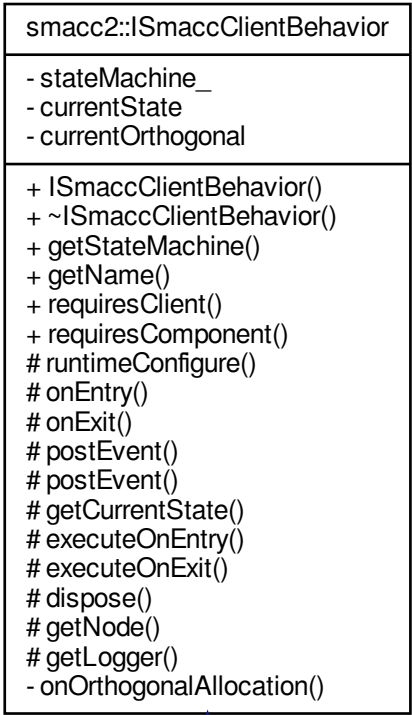 smacc2::ISmaccClientBehavior
- stateMachine_
- currentState
- currentOrthogonal
+ ISmaccClientBehavior()
+ ~ISmaccClientBehavior()
+ getStateMachine()
+ getName()
+ requiresClient()
+ requiresComponent()
# runtimeConfigure()
# onEntry()
# onExit()
# postEvent()
# postEvent()
# getCurrentState()
# executeOnEntry()
# executeOnExit()
# dispose()
# getNode()
# getLogger()
- onOrthogonalAllocation()